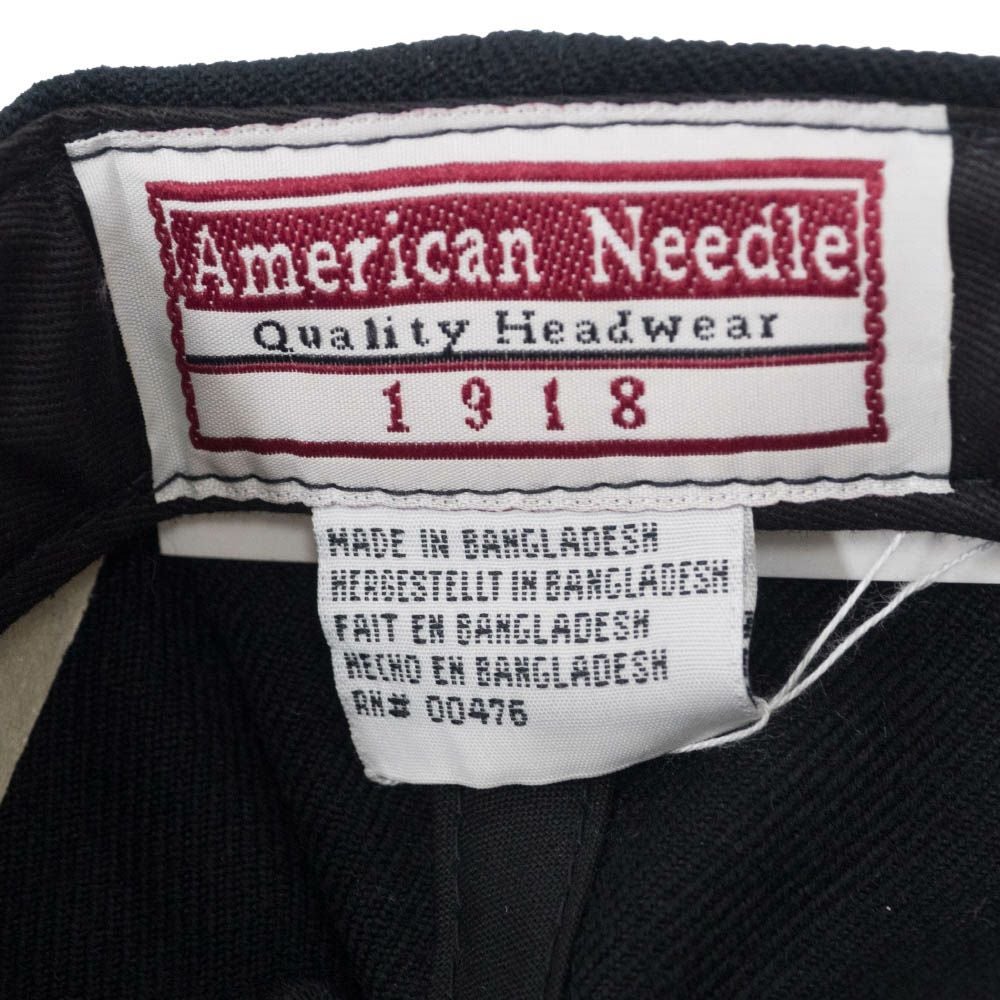 American Needle
Quality Headwear
1918
MADE IN BANGLADESH
HERGESTELLT IN BANGLADESH
FAIT EN BANGLADESH
HECHO EN BANGLADESH
RN# 00476